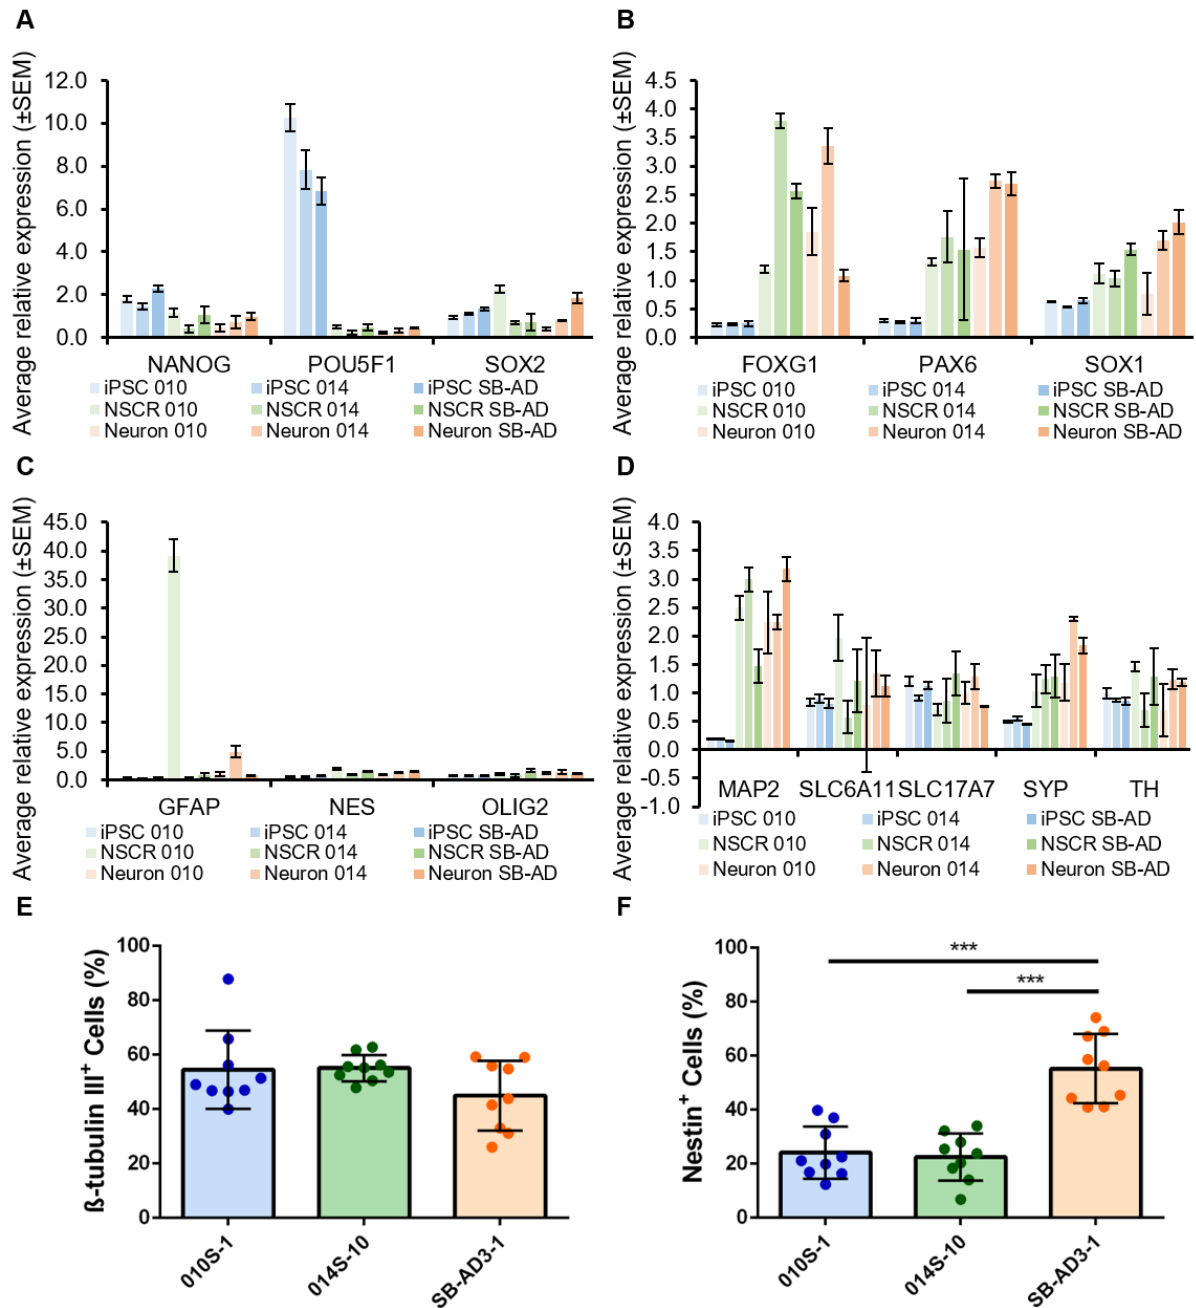 A
Average relative expression (±SEM)
12.0
10.0
8.0
6.0
4.0
2.0
0.0
NANOG POU5F1 SOX2
iPSC 010 iPSC 014 iPSC SB-AD
NSCR 010 NSCR 014 NSCR SB-AD
Neuron 010 Neuron 014 Neuron SB-AD
B
Average relative expression (±SEM)
4.5
4.0
3.5
3.0
2.5
2.0
1.5
1.0
0.5
0.0
FOXG1 PAX6 SOX1
iPSC 010 iPSC 014 iPSC SB-AD
NSCR 010 NSCR 014 NSCR SB-AD
Neuron 010 Neuron 014 Neuron SB-AD
C
Average relative expression (±SEM)
45.0
40.0
35.0
30.0
25.0
20.0
15.0
10.0
5.0
0.0
GFAP NES OLIG2
iPSC 010 iPSC 014 iPSC SB-AD
NSCR 010 NSCR 014 NSCR SB-AD
Neuron 010 Neuron 014 Neuron SB-AD
D
Average relative expression (±SEM)
4.0
3.5
3.0
2.5
2.0
1.5
1.0
0.5
0.0
-0.5
-1.0
MAP2 SLC6A11 SLC17A7 SYP TH
iPSC 010 iPSC 014 iPSC SB-AD
NSCR 010 NSCR 014 NSCR SB-AD
Neuron 010 Neuron 014 Neuron SB-AD
E
ß-tubulin III+ Cells (%)
100
80
60
40
20
0
010S-1 014S-10 SB-AD3-1
F
Nestin+ Cells (%)
100
80
60
40
20
0
***
***
010S-1 014S-10 SB-AD3-1